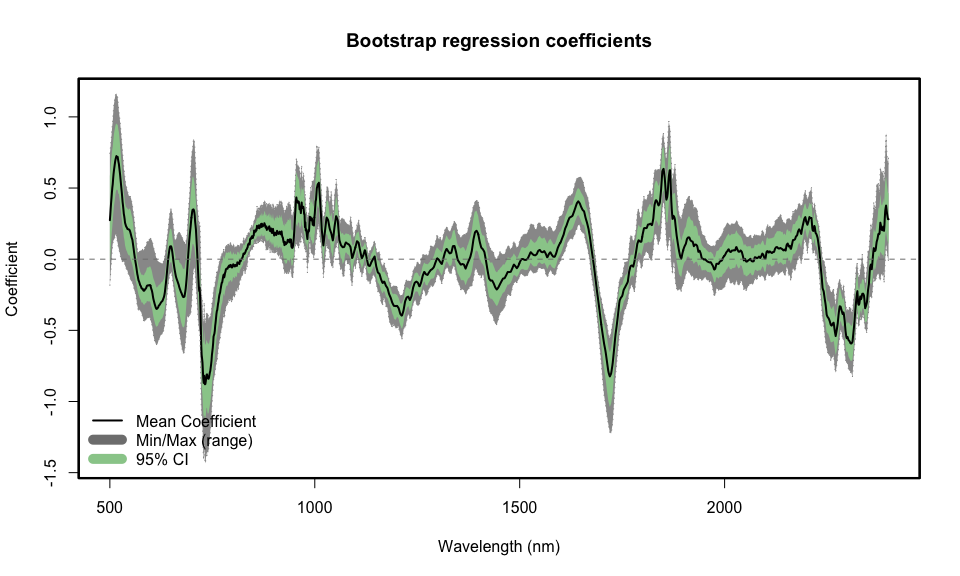 Bootstrap regression coefficients
Coefficient
1.0
0.5
0.0
-0.5
-1.0
-1.5
Mean Coefficient
Min/Max (range)
95% CI
500 1000 1500 2000
Wavelength (nm)